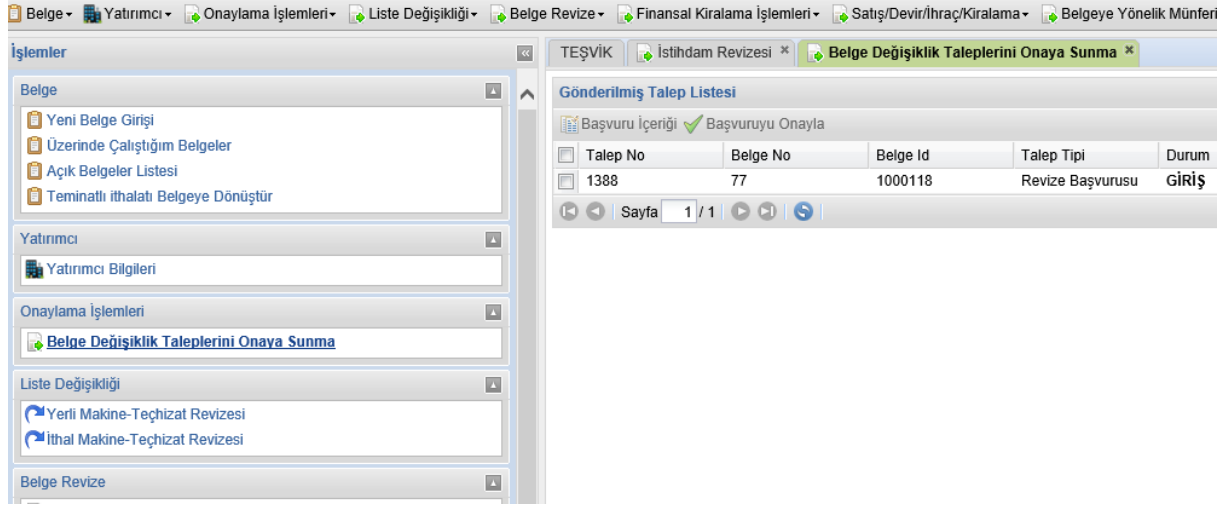 Belge Yatırımcı Onaylama İşlemleri Liste Değişikliği Belge Revize Finansal Kiralama İşlemleri Satış/Devir/İhraç/Kiralama Belgeye Yönelik Münferi
İşlemler
Belge
Yeni Belge Girişi
Üzerinde Çalıştığım Belgeler
Açık Belgeler Listesi
Teminatlı ithalatı Belgeye Dönüştür
Yatırımcı
Yatırımcı Bilgileri
Onaylama İşlemleri
Belge Değişiklik Taleplerini Onaya Sunma
Liste Değişikliği
Yerli Makine-Teçhizat Revizesi
İthal Makine-Teçhizat Revizesi
Belge Revize
TEŞVİK İstihdam Revizesi Belge Değişiklik Taleplerini Onaya Sunma
Gönderilmiş Talep Listesi
Başvuru İçeriği Başvuruyu Onayla
Talep No Belge No Belge Id Talep Tipi Durum
1388 77 1000118 Revize Başvurusu GİRİŞ
Sayfa 1 / 1